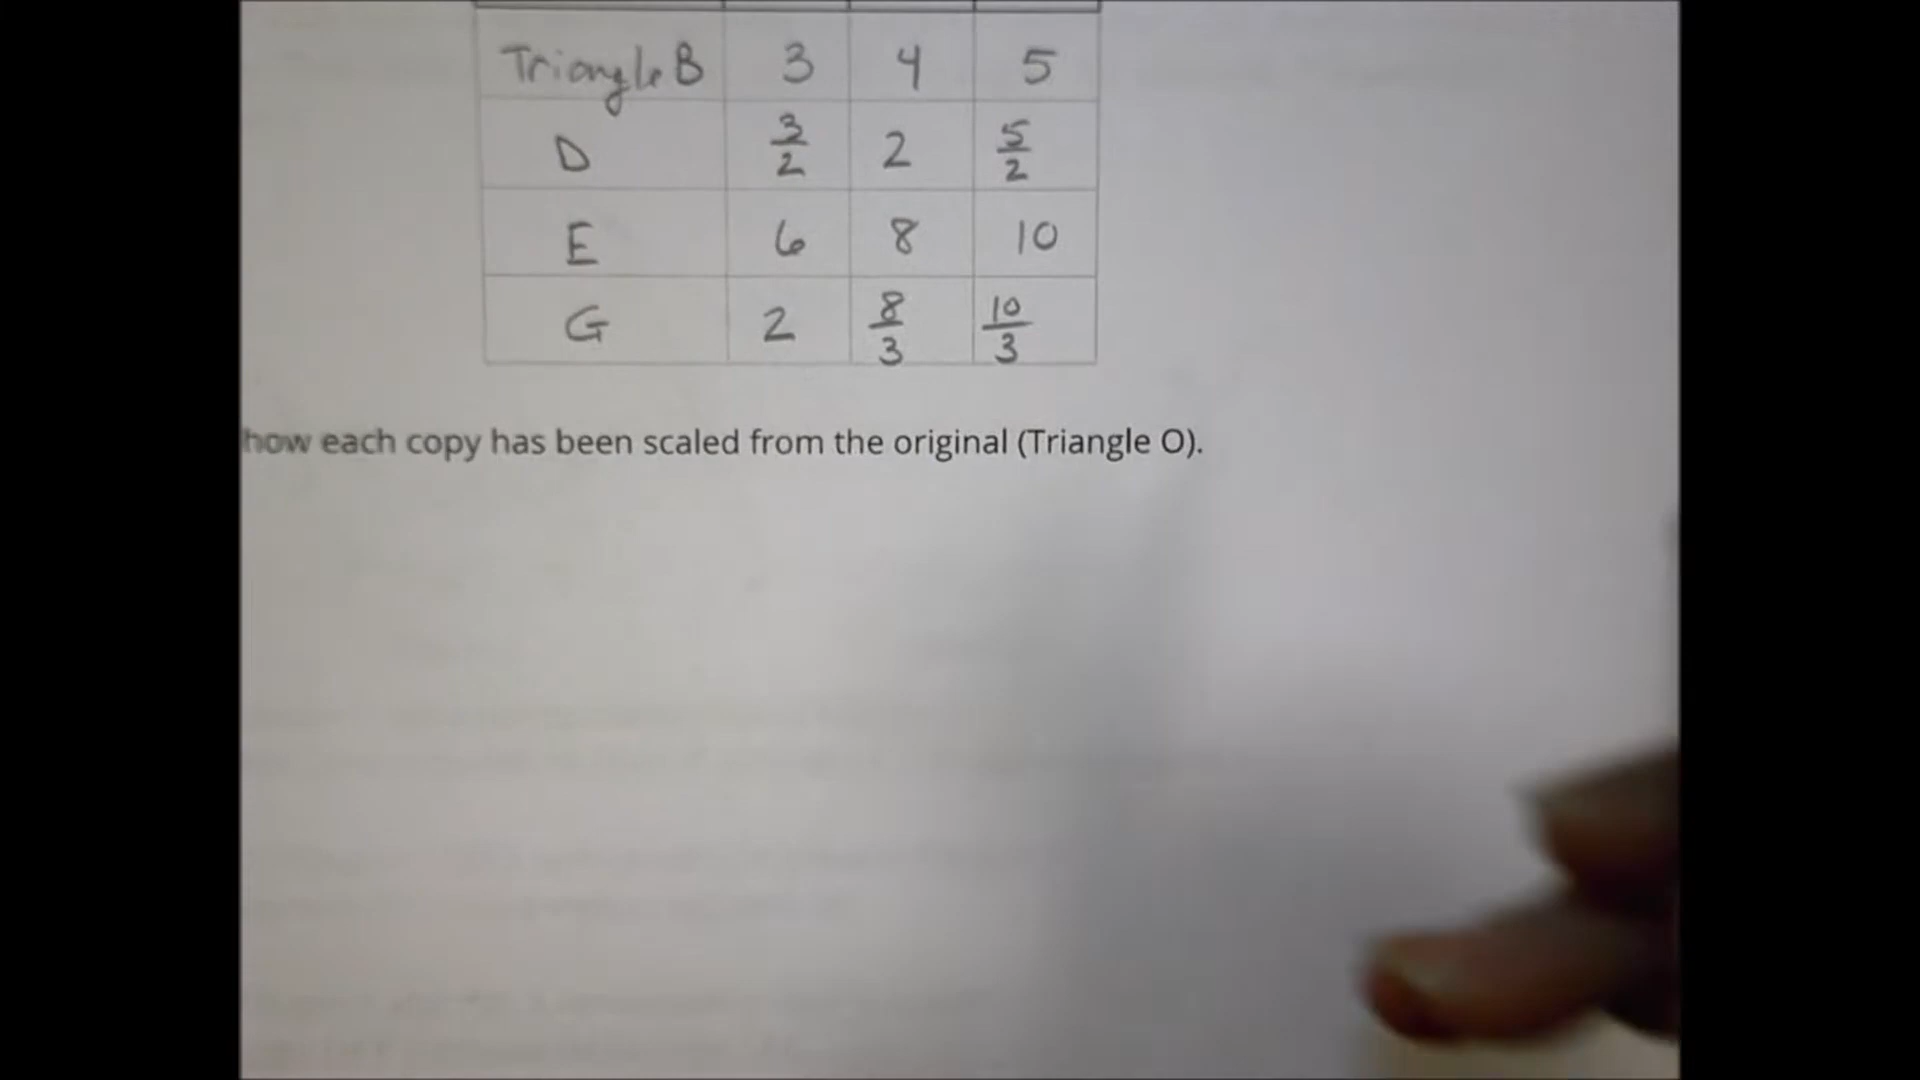 Triangle B 3 4 5
D 3/2 2 5/2
E 6 8 10
G 2 8/3 10/3
how each copy has been scaled from the original (Triangle O).